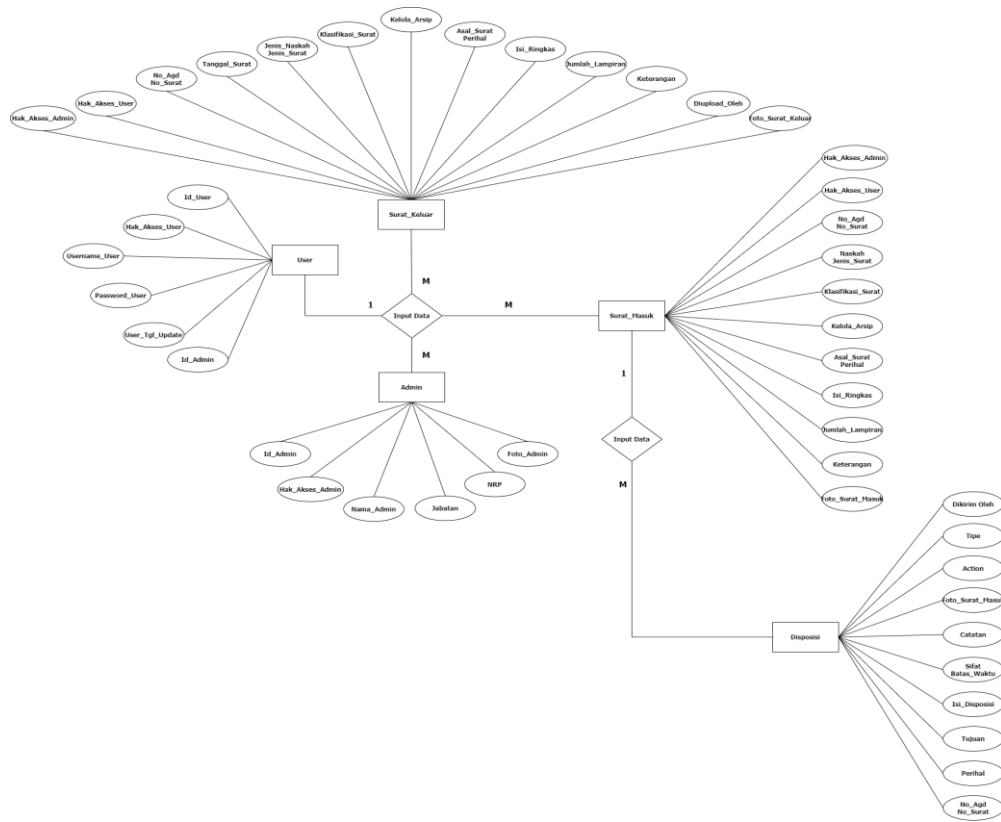 Kelola_Arsip
Klasifikasi_Surat
Asal_Surat
Perihal
Jenis_Naskah
Jenis_Surat
Isi_Ringkas
Tanggal_Surat
Jumlah_Lampiran
No_Agd
No_Surat
Keterangan
Hak_Akses_User
Diupload_Oleh
Hak_Akses_Admin
Foto_Surat_Keluar
Surat_Keluar
Id_User
Hak_Akses_User
Username_User
Password_User
User_Tgl_Update
Id_Admin
User
M
1
Input Data
M
M
Admin
Id_Admin
Hak_Akses_Admin
Nama_Admin
Jabatan
NRP
Foto_Admin
Surat_Masuk
Hak_Akses_Admin
Hak_Akses_User
No_Agd
No_Surat
Naskah
Jenis_Surat
Klasifikasi_Surat
Kelola_Arsip
Asal_Surat
Perihal
Isi_Ringkas
Jumlah_Lampiran
Keterangan
Foto_Surat_Masuk
1
Input Data
M
Disposisi
Dikirim Oleh
Tipe
Action
Foto_Surat_Masuk
Catatan
Sifat
Batas_Waktu
Isi_Disposisi
Tujuan
Perihal
No_Agd
No_Surat